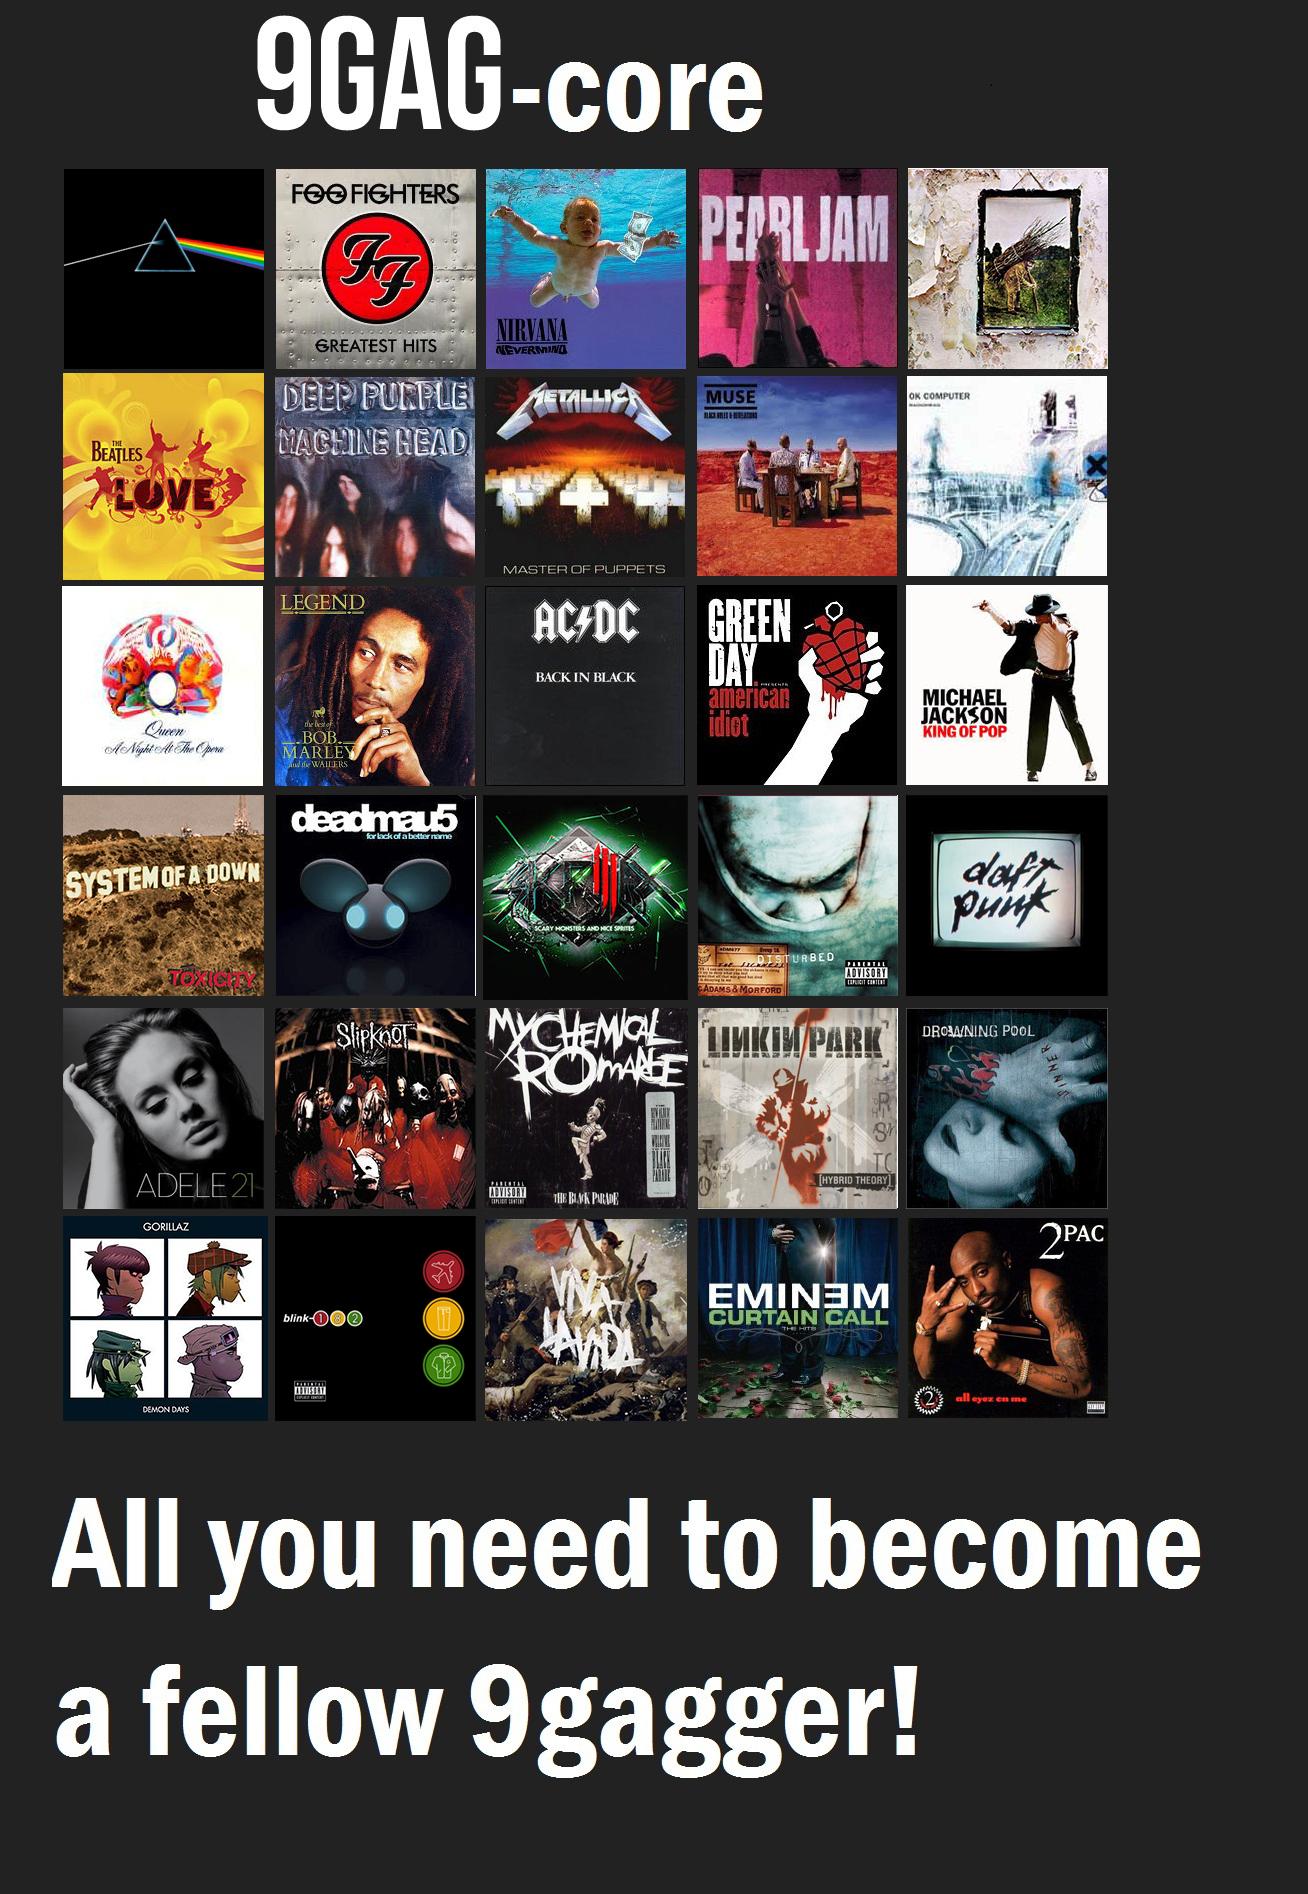 9GAG-core
FOO FIGHTERS
GREATEST HITS
NIRVANA
NEVERMIND
PEARL JAM
THE
BEATLES
LOVE
DEEP PURPLE
MACHINE HEAD
METALLICA
MASTER OF PUPPETS
MUSE
BLACK HOLES & REVELATIONS
OK COMPUTER
Queen
A Night At The Opera
LEGEND
the best of
BOB
MARLEY
and the WAILERS
AC DC
BACK IN BLACK
GREEN
DAY
PRESENTS
american
idiot
MICHAEL
JACKSON
KING OF POP
SYSTEM OF A DOWN
TOXICITY
deadmau5
for lack of a better name
SKRILLEX
SCARY MONSTERS AND NICE SPRITES
DISTURBED
ADAMS & MORFORD
PARENTAL
ADVISORY
EXPLICIT CONTENT
daft
punk
ADELE 21
SLIPKNOT
MY CHEMICAL
ROMANCE
PARENTAL
ADVISORY
EXPLICIT CONTENT
THE BLACK PARADE
LINKIN PARK
[HYBRID THEORY]
DROWNING POOL
SINNER
GORILLAZ
DEMON DAYS
blink-182
PARENTAL
ADVISORY
EXPLICIT CONTENT
VIVA
LA VIDA
EMINEM
CURTAIN CALL
THE HITS
2PAC
2
all eyez on me
All you need to become
a fellow 9gagger!